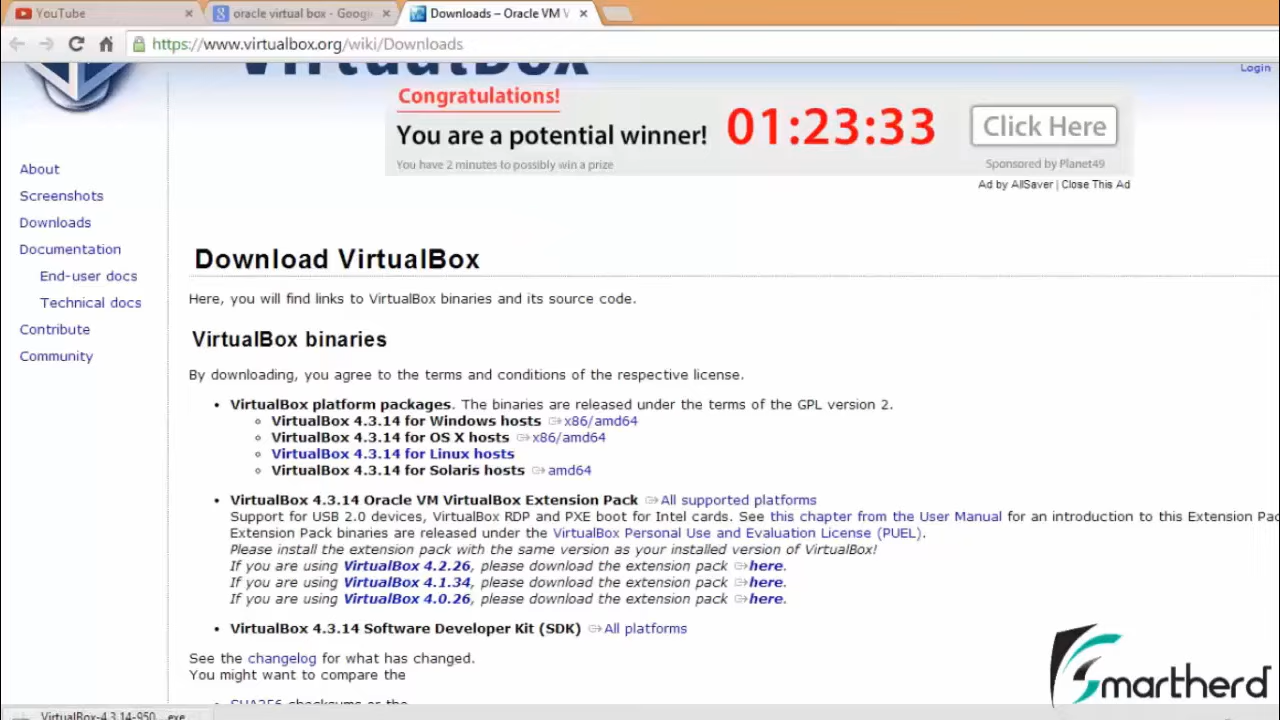 YouTube
oracle virtual box - Goog
Downloads – Oracle VM V
https://www.virtualbox.org/wiki/Downloads
VirtualBox
Login
Congratulations!
You are a potential winner!
You have 2 minutes to possibly win a prize
01:23:33
Click Here
Sponsored by Planet49
Ad by AllSaver | Close This Ad
About
Screenshots
Downloads
Documentation
End-user docs
Technical docs
Contribute
Community
Download VirtualBox
Here, you will find links to VirtualBox binaries and its source code.
VirtualBox binaries
By downloading, you agree to the terms and conditions of the respective license.
• VirtualBox platform packages. The binaries are released under the terms of the GPL version 2.
VirtualBox 4.3.14 for Windows hosts x86/amd64
VirtualBox 4.3.14 for OS X hosts x86/amd64
VirtualBox 4.3.14 for Linux hosts
VirtualBox 4.3.14 for Solaris hosts amd64
• VirtualBox 4.3.14 Oracle VM VirtualBox Extension Pack All supported platforms
Support for USB 2.0 devices, VirtualBox RDP and PXE boot for Intel cards. See this chapter from the User Manual for an introduction to this Extension Pac
Extension Pack binaries are released under the VirtualBox Personal Use and Evaluation License (PUEL).
Please install the extension pack with the same version as your installed version of VirtualBox!
If you are using VirtualBox 4.2.26, please download the extension pack here.
If you are using VirtualBox 4.1.34, please download the extension pack here.
If you are using VirtualBox 4.0.26, please download the extension pack here.
• VirtualBox 4.3.14 Software Developer Kit (SDK) All platforms
See the changelog for what has changed.
You might want to compare the
SHA256 checksums or the
VirtualBox-4.3.14-950....exe
Smartherd